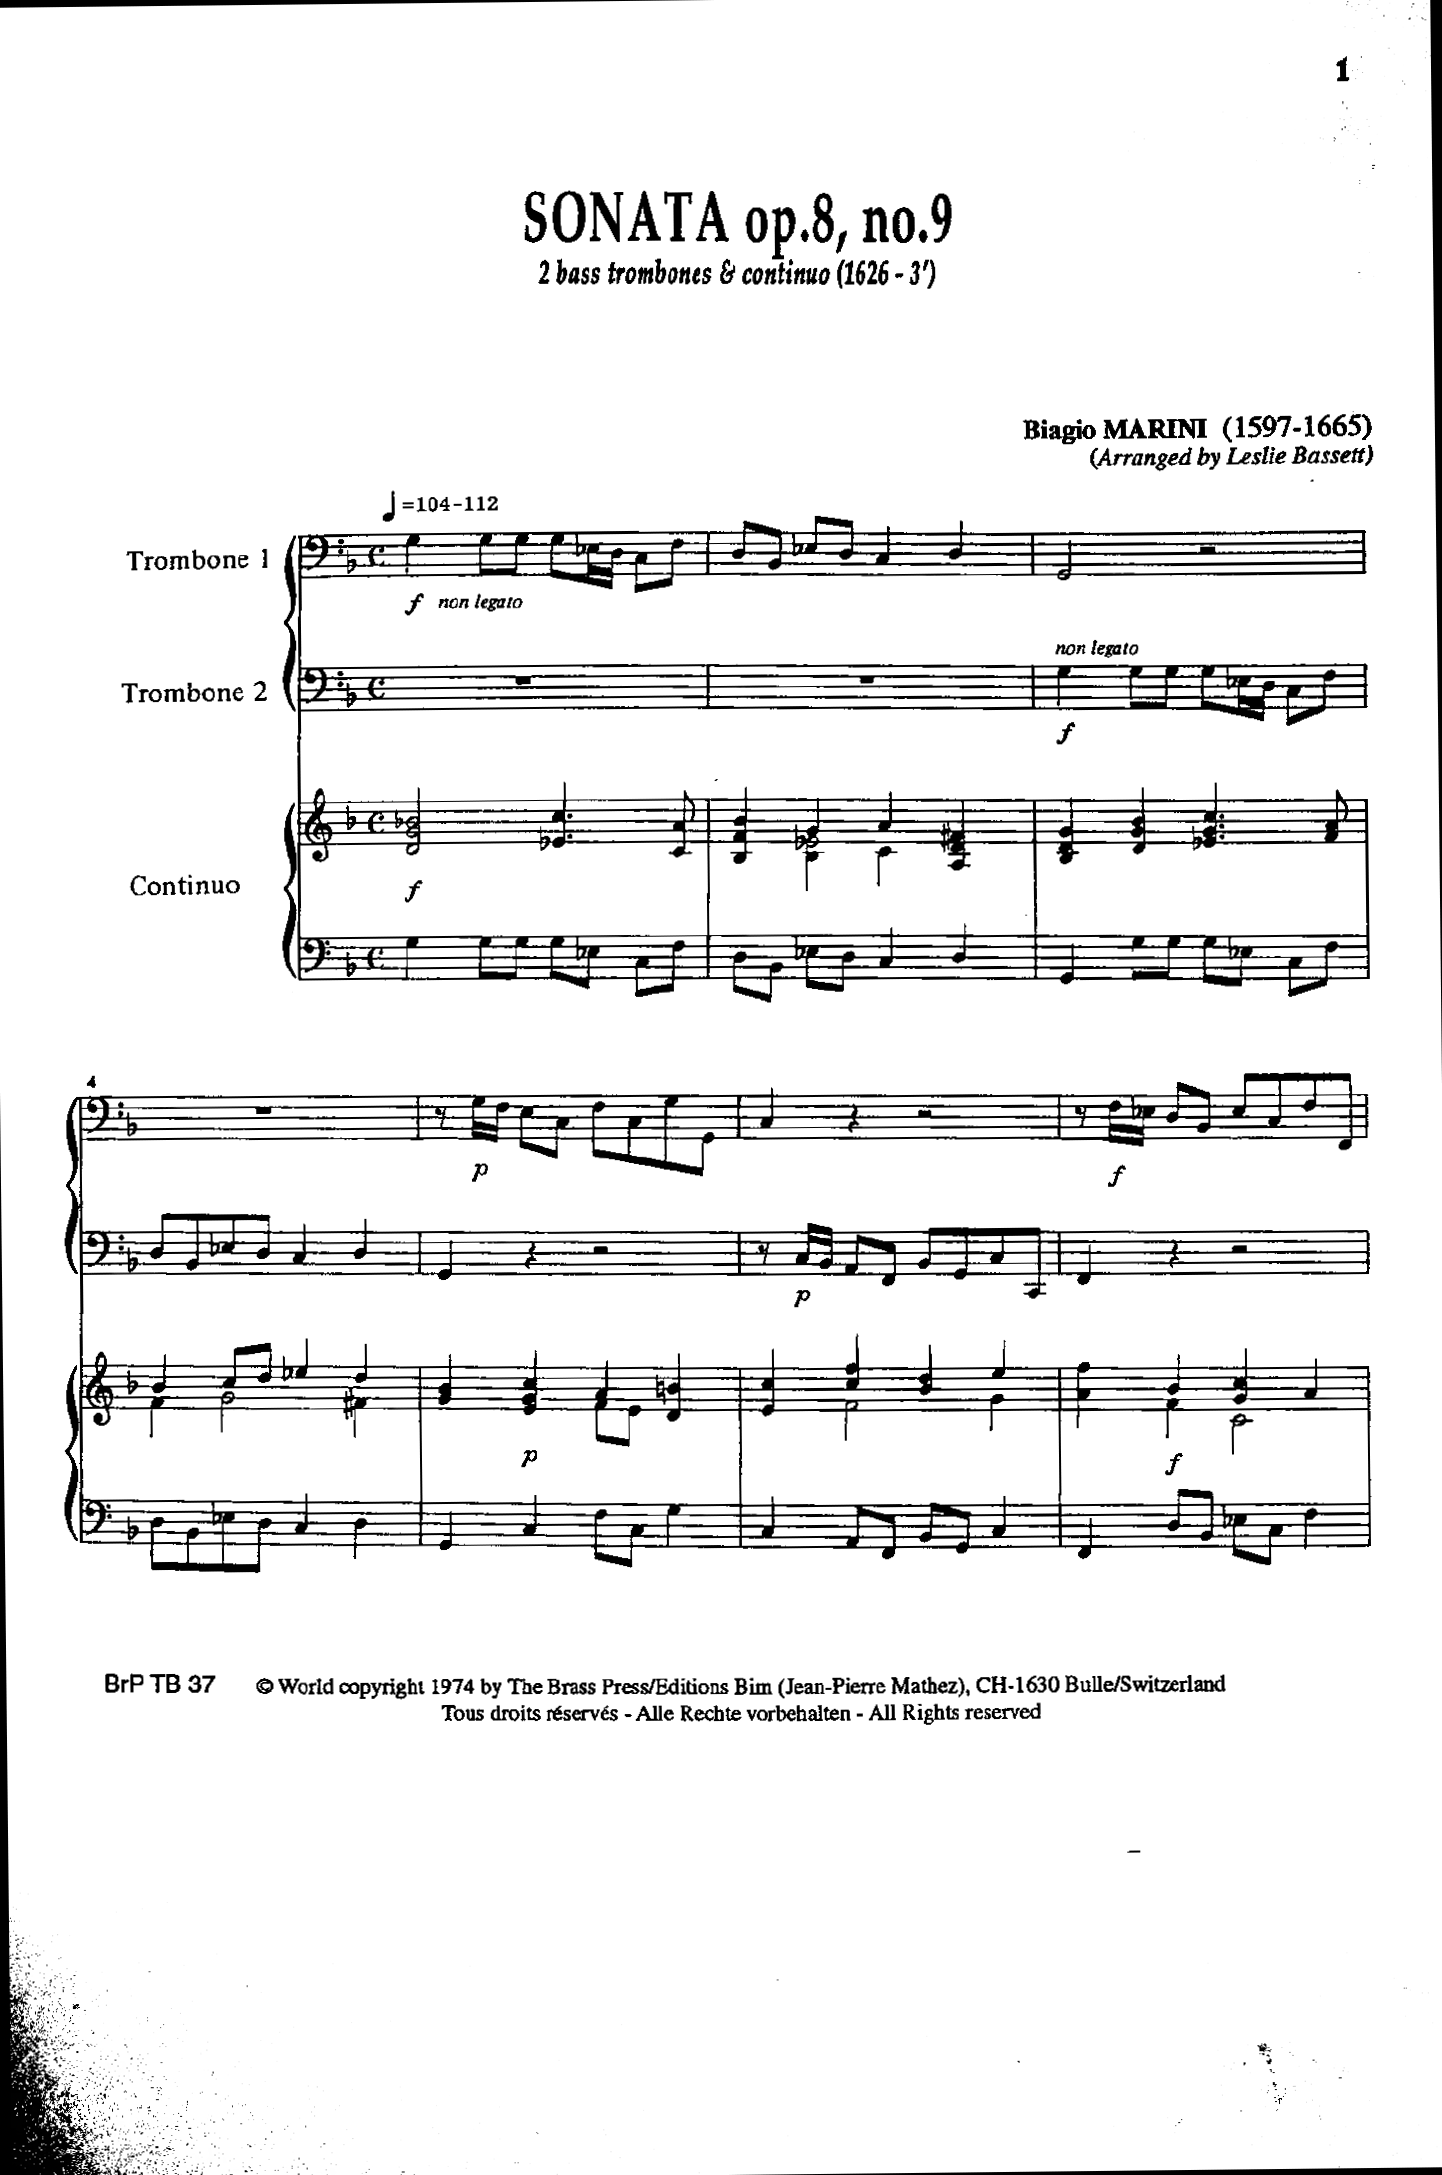 1
SONATA op.8, no.9
2 bass trombones & continuo (1626 - 3')
Biagio MARINI (1597-1665)
(Arranged by Leslie Bassett)
=104-112
Trombone 1
f non legato
non legato
Trombone 2
f
Continuo
f
4
p
f
p
p
f
BrP TB 37 © World copyright 1974 by The Brass Press/Editions Bim (Jean-Pierre Mathez), CH-1630 Bulle/Switzerland
Tous droits réservés - Alle Rechte vorbehalten - All Rights reserved